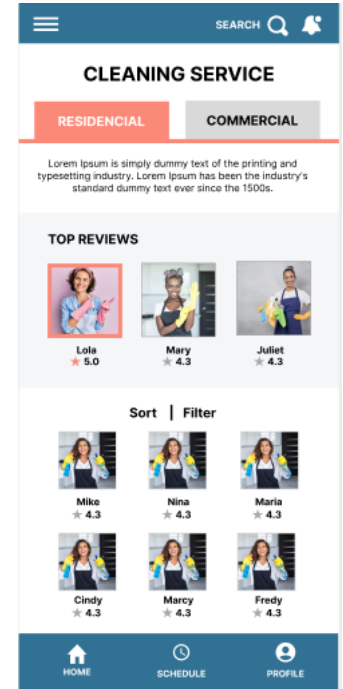 SEARCH
CLEANING SERVICE
RESIDENCIAL
COMMERCIAL
Lorem Ipsum is simply dummy text of the printing and
typesetting industry. Lorem Ipsum has been the industry's
standard dummy text ever since the 1500s.
TOP REVIEWS
Lola Mary Juliet
5.0 4.3 4.3
Sort | Filter
Mike Nina Maria
4.3 4.3 4.3
Cindy Marcy Fredy
4.3 4.3 4.3
HOME SCHEDULE PROFILE